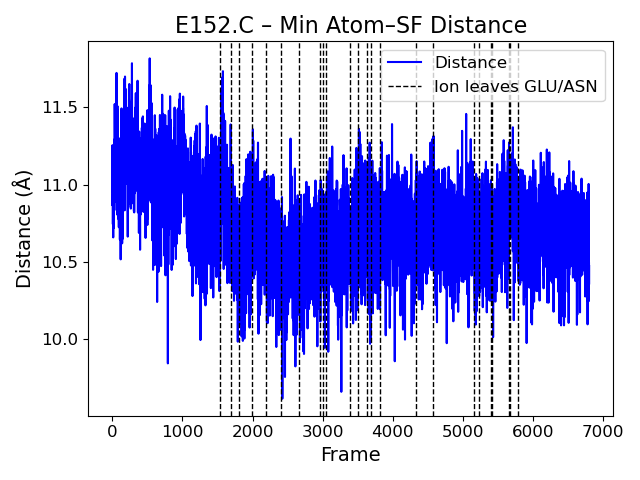 E152.C – Min Atom–SF Distance
Distance
Ion leaves GLU/ASN
Distance (Å)
11.5
11.0
10.5
10.0
0 1000 2000 3000 4000 5000 6000 7000
Frame